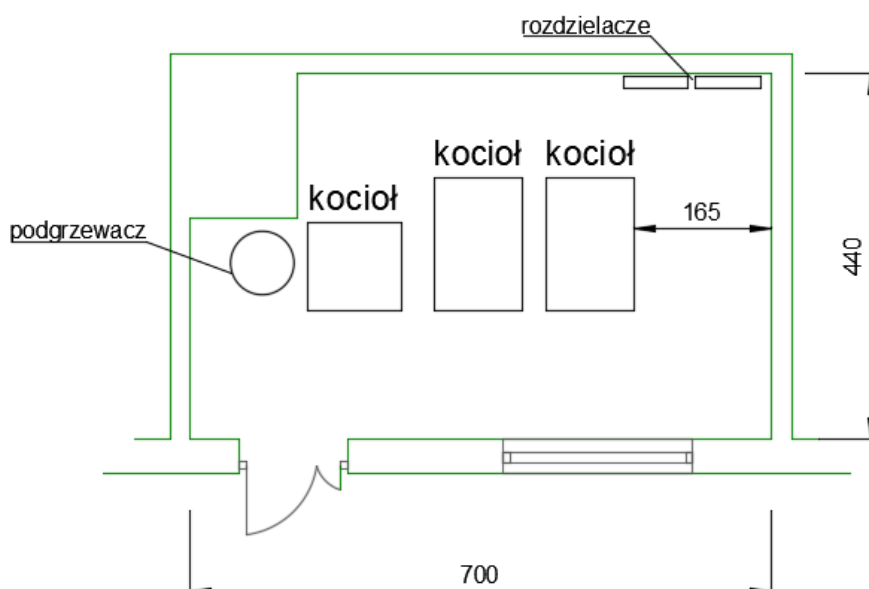 rozdzielacze
kocioł kocioł
kocioł
podgrzewacz
165
440
700